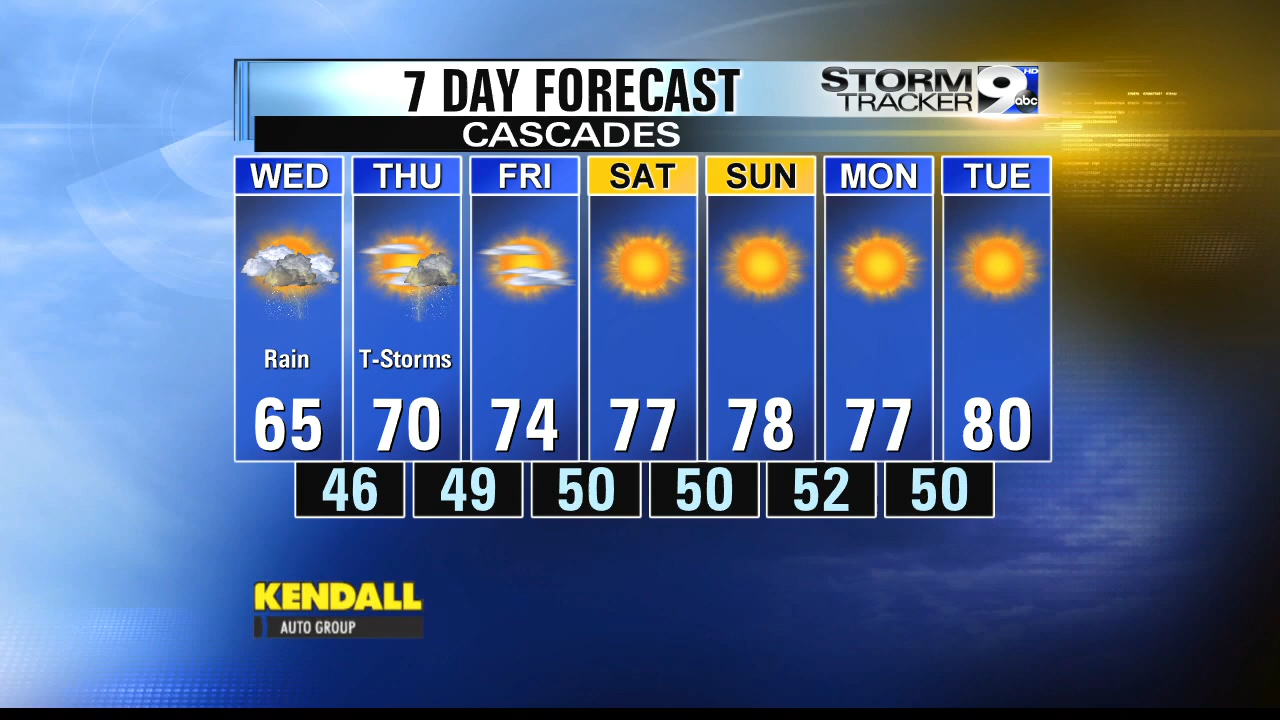 7 DAY FORECAST
STORM TRACKER 9 HD abc
CASCADES
WED THU FRI SAT SUN MON TUE
Rain T-Storms
65 70 74 77 78 77 80
46 49 50 50 52 50
KENDALL
AUTO GROUP